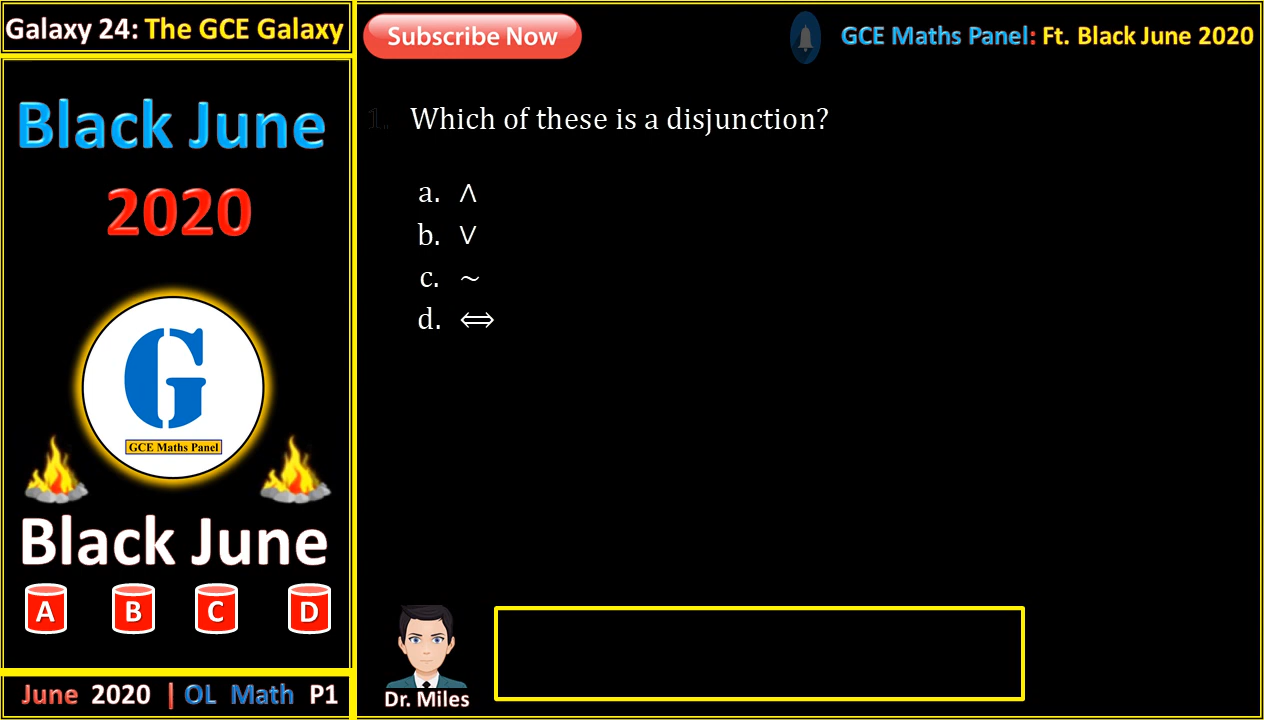 Galaxy 24: The GCE Galaxy
Subscribe Now
GCE Maths Panel: Ft. Black June 2020
Black June
2020
G
GCE Maths Panel
Black June
A B C D
June 2020 | OL Math P1
1. Which of these is a disjunction?
a. ∧
b. ∨
c. ~
d. ⇔
Dr. Miles